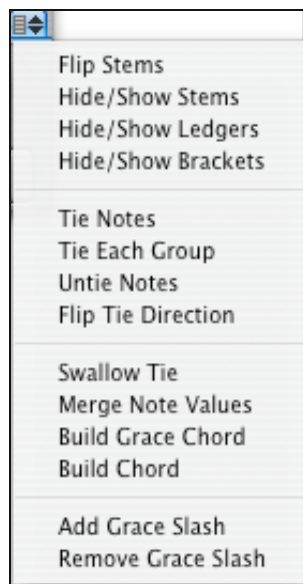 Flip Stems
Hide/Show Stems
Hide/Show Ledgers
Hide/Show Brackets
Tie Notes
Tie Each Group
Untie Notes
Flip Tie Direction
Swallow Tie
Merge Note Values
Build Grace Chord
Build Chord
Add Grace Slash
Remove Grace Slash